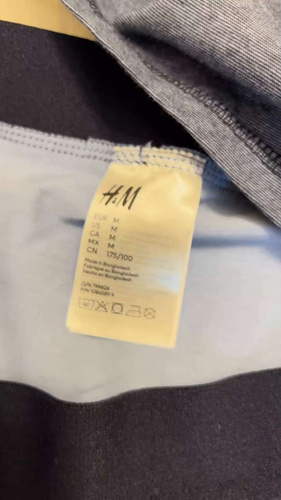 H&M
EUR M
US M
CA M
MX M
CN 175/100
Made in Bangladesh
Fabriqué au Bangladesh
Hecho en Bangladesh